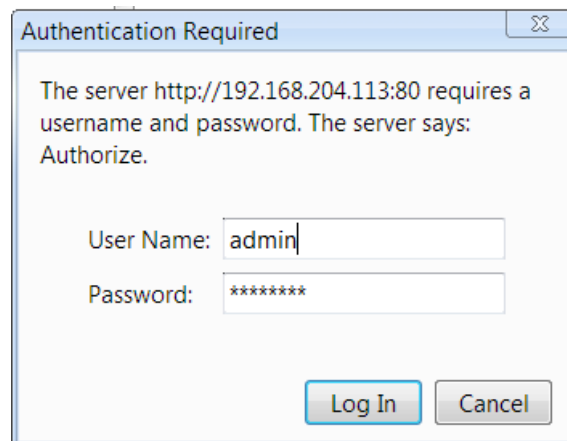 Authentication Required
The server http://192.168.204.113:80 requires a
username and password. The server says:
Authorize.
User Name: admin
Password: ********
Log In Cancel